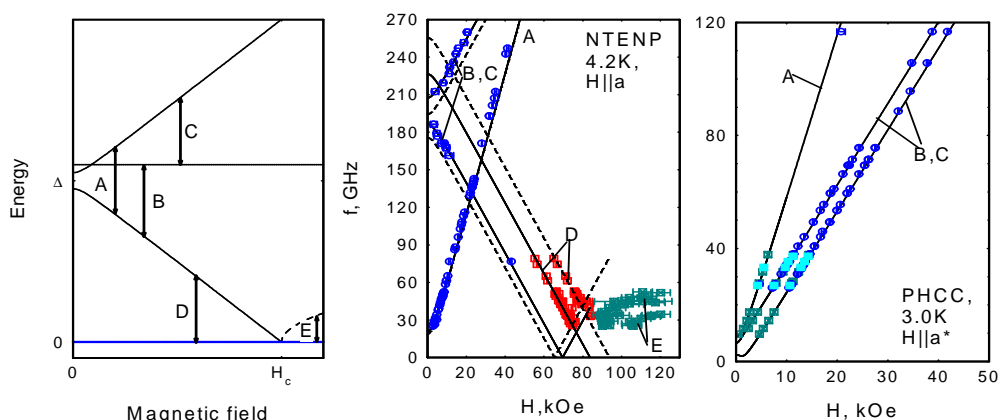 Energy
Δ
0
A
B
C
D
E
H c
Magnetic field
f, GHz
270
240
210
180
150
120
90
60
30
0
0 20 40 60 80 100 120
H,kOe
A
B,C
D
E
NTENP
4.2K,
H||a
120
80
40
0
0 10 20 30 40 50
H, kOe
A
B,C
PHCC,
3.0K
H||a*